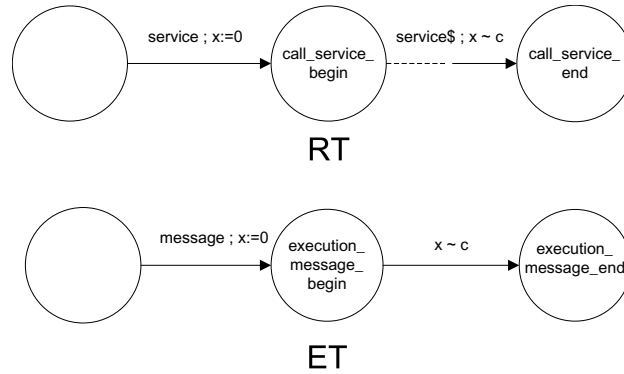 service ; x:=0
service$ ; x ~ c
call_service_
begin
call_service_
end
RT
message ; x:=0
x ~ c
execution_
message_
begin
execution_
message_end
ET